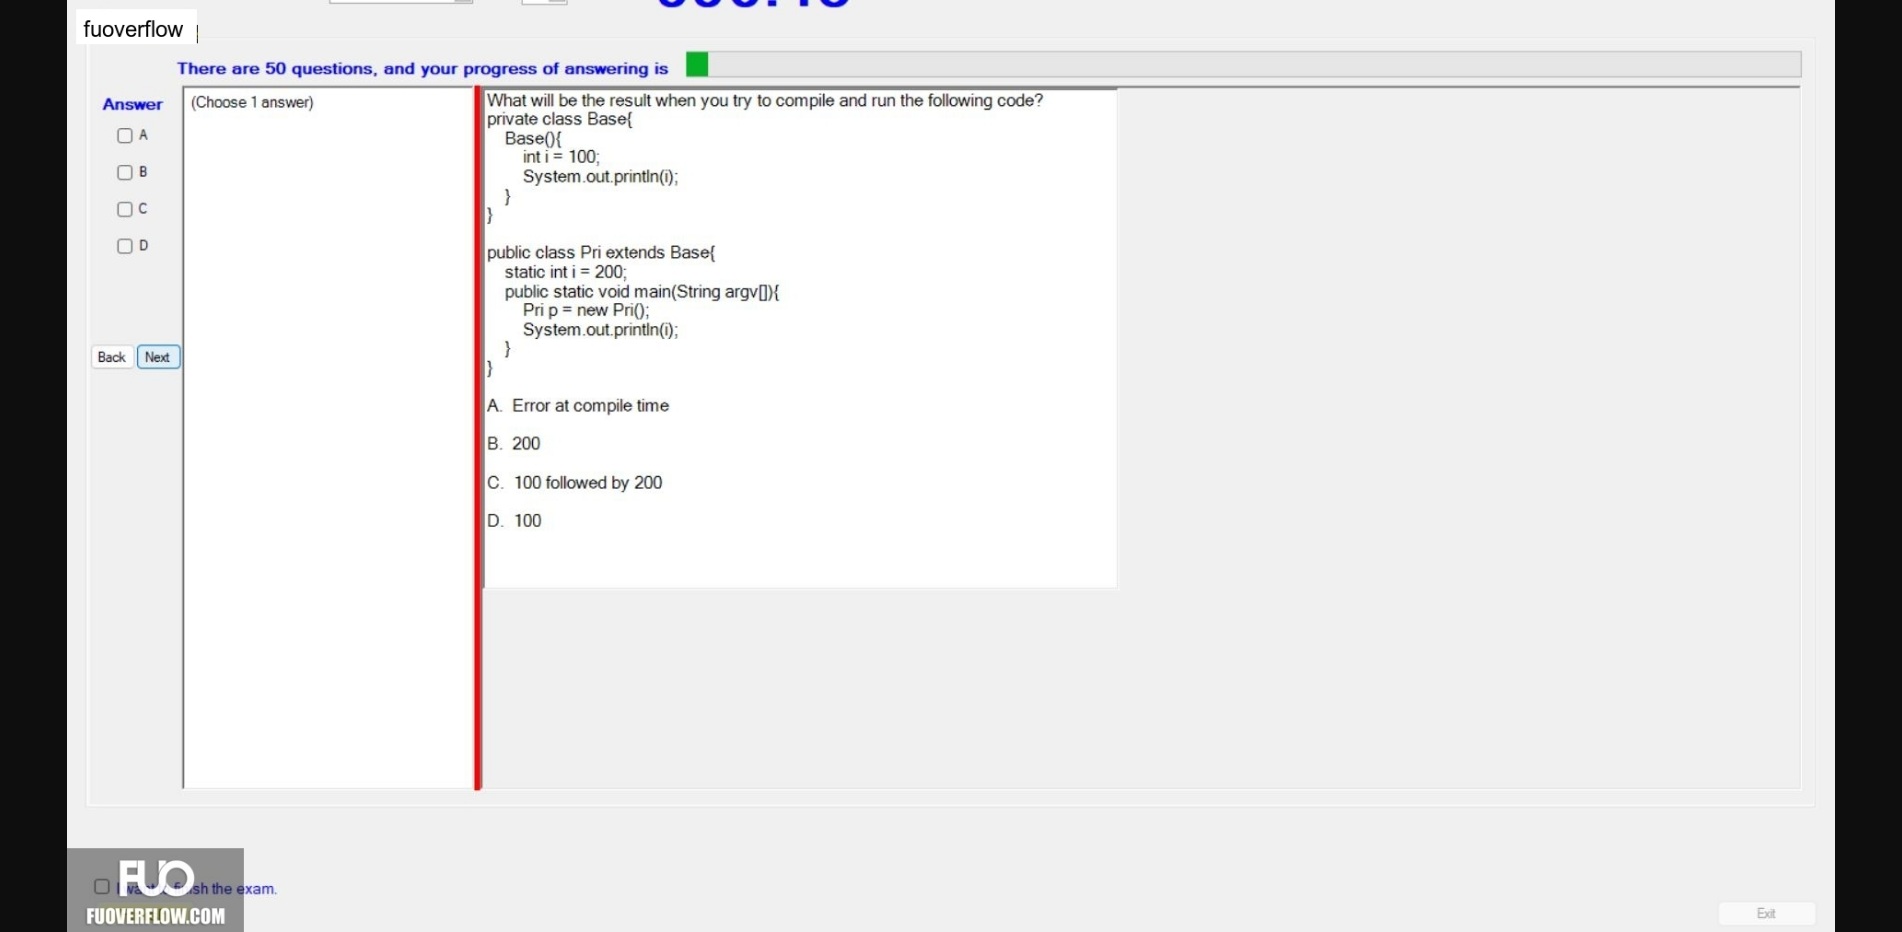 fuoverflow
There are 50 questions, and your progress of answering is
Answer
(Choose 1 answer)
A
B
C
D
Back
Next
What will be the result when you try to compile and run the following code?
private class Base{
Base(){
int i = 100;
System.out.println(i);
}
}
public class Pri extends Base{
static int i = 200;
public static void main(String argv[]){
Pri p = new Pri();
System.out.println(i);
}
}
A. Error at compile time
B. 200
C. 100 followed by 200
D. 100
I want finish the exam.
FUO
FUOVERFLOW.COM
Exit